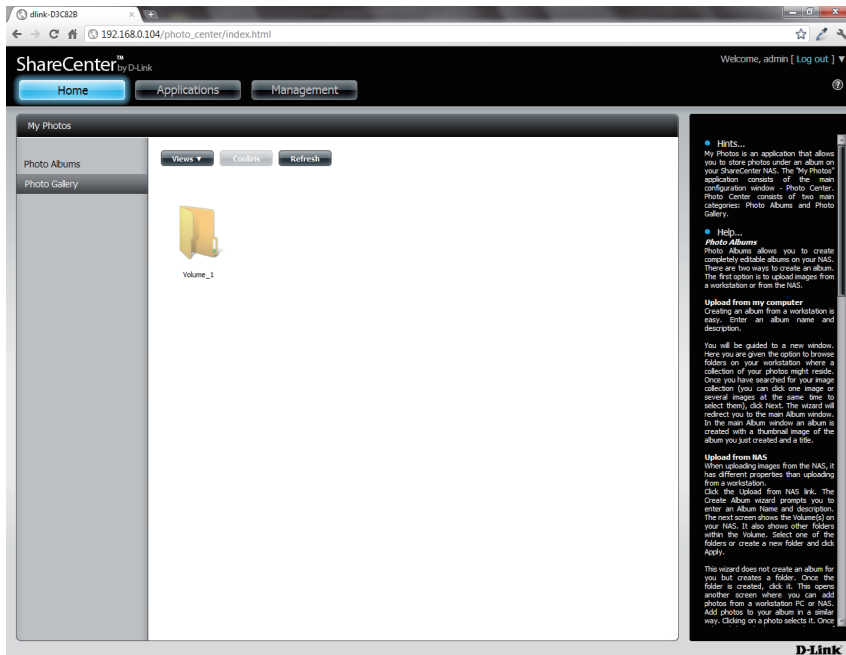 dlink-D3C82B
192.168.0.104/photo_center/index.html
ShareCenter™ by D-Link
Welcome, admin [ Log out ] ▼
Home
Applications
Management
My Photos
Photo Albums
Photo Gallery
Views ▼
Cooliris
Refresh
Volume_1
Hints...
My Photos is an application that allows
you to store photos under an album on
your ShareCenter NAS. The "My Photos"
application consists of the main
configuration window - Photo Center.
Photo Center consists of two main
categories: Photo Albums and Photo
Gallery.
Help...
Photo Albums
Photo Albums allows you to create
completely editable albums on your NAS.
There are two ways to create an album.
The first option is to upload images from
a workstation or from the NAS.
Upload from my computer
Creating an album from a workstation is
easy. Enter an album name and
description.
You will be guided to a new window.
Here you are given the option to browse
folders on your workstation where a
collection of your photos might reside.
Once you have searched for your image
collection (you can click one image or
several images at the same time to
select them), click Next. The wizard will
redirect you to the main Album window.
In the main Album window an album is
created with a thumbnail image of the
album you just created and a title.
Upload from NAS
When uploading images from the NAS, it
has different properties than uploading
from a workstation.
Click the Upload from NAS link. The
Create Album wizard prompts you to
enter an Album Name and description.
The next screen shows the Volume(s) on
your NAS. It also shows other folders
within the Volume. Select one of the
folders or create a new folder and click
Apply.
This wizard does not create an album for
you but creates a folder. Once the
folder is created, click it. This opens
another screen where you can add
photos from a workstation PC or NAS.
Add photos to your album in a similar
way. Clicking on a photo selects it. Once
D-Link